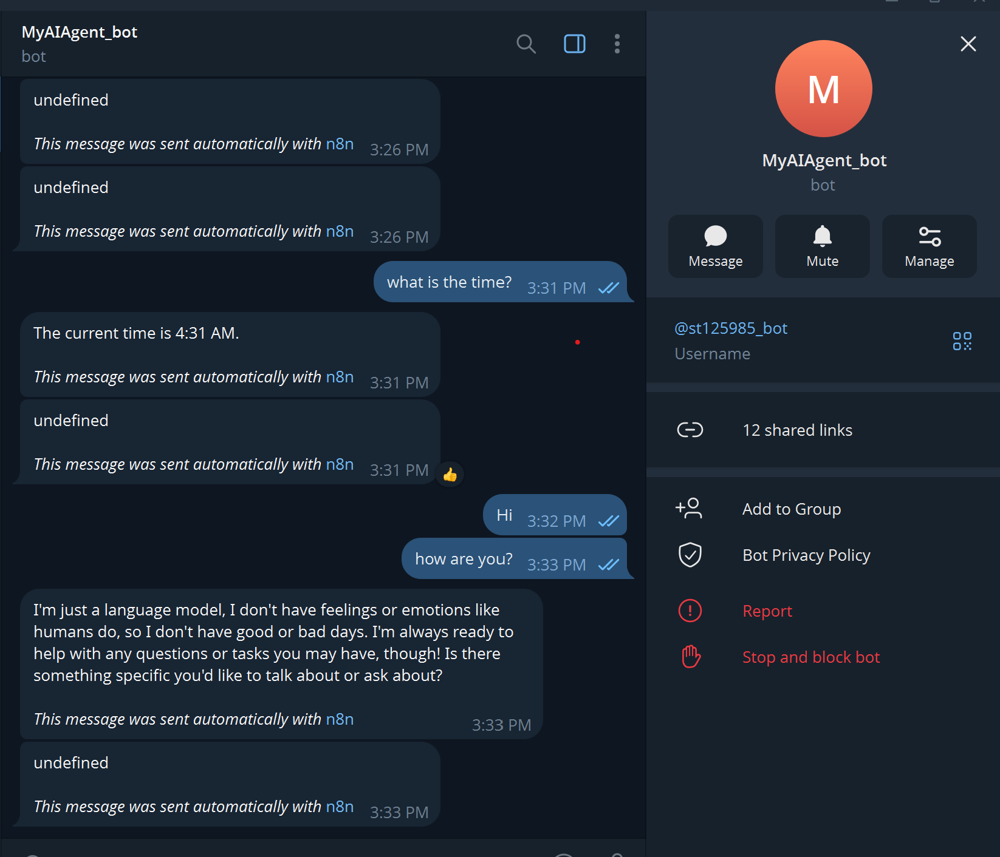 MyAIAgent_bot
bot
undefined
This message was sent automatically with n8n 3:26 PM
undefined
This message was sent automatically with n8n 3:26 PM
what is the time? 3:31 PM
The current time is 4:31 AM.
This message was sent automatically with n8n 3:31 PM
undefined
This message was sent automatically with n8n 3:31 PM
Hi 3:32 PM
how are you? 3:33 PM
I'm just a language model, I don't have feelings or emotions like
humans do, so I don't have good or bad days. I'm always ready to
help with any questions or tasks you may have, though! Is there
something specific you'd like to talk about or ask about?
This message was sent automatically with n8n
3:33 PM
undefined
This message was sent automatically with n8n 3:33 PM
M
MyAIAgent_bot
bot
Message
Mute
Manage
@st125985_bot
Username
12 shared links
Add to Group
Bot Privacy Policy
Report
Stop and block bot